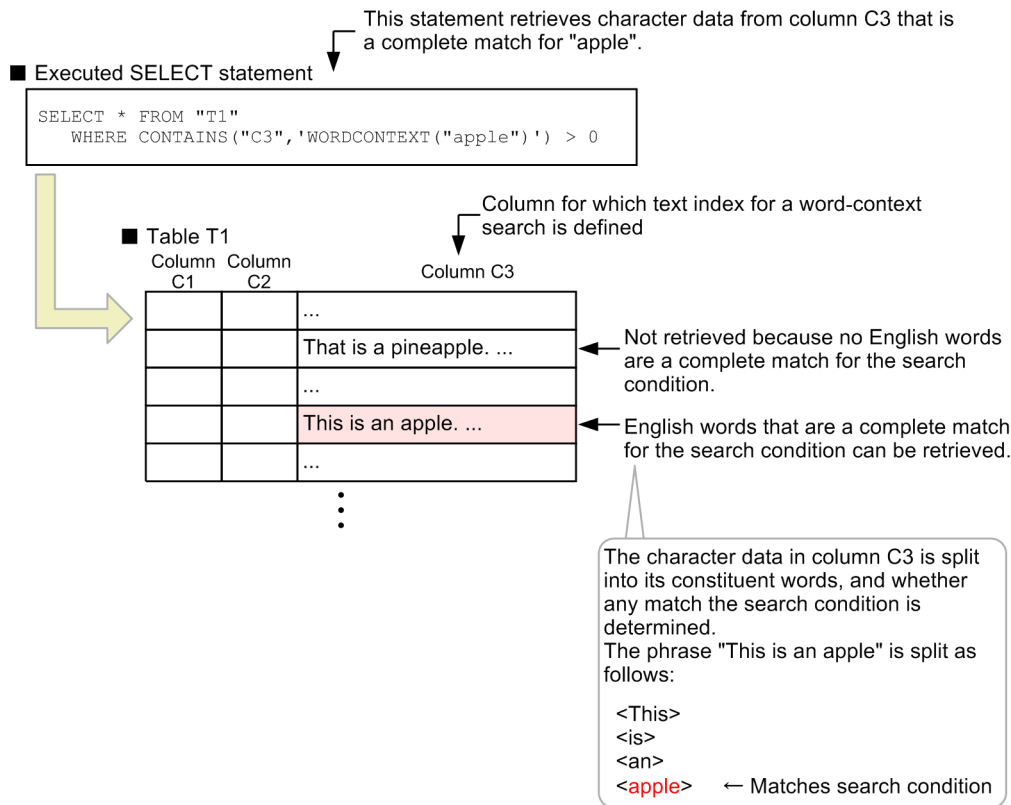 This statement retrieves character data from column C3 that is
a complete match for "apple".
■ Executed SELECT statement
SELECT * FROM "T1"
WHERE CONTAINS("C3",'WORDCONTEXT("apple")') > 0
Column for which text index for a word-context
search is defined
■ Table T1
Column C1
Column C2
Column C3
...
That is a pineapple. ...
Not retrieved because no English words
are a complete match for the search
condition.
...
This is an apple. ...
English words that are a complete match
for the search condition can be retrieved.
...
The character data in column C3 is split
into its constituent words, and whether
any match the search condition is
determined.
The phrase "This is an apple" is split as
follows:
<This>
<is>
<an>
<apple> ← Matches search condition